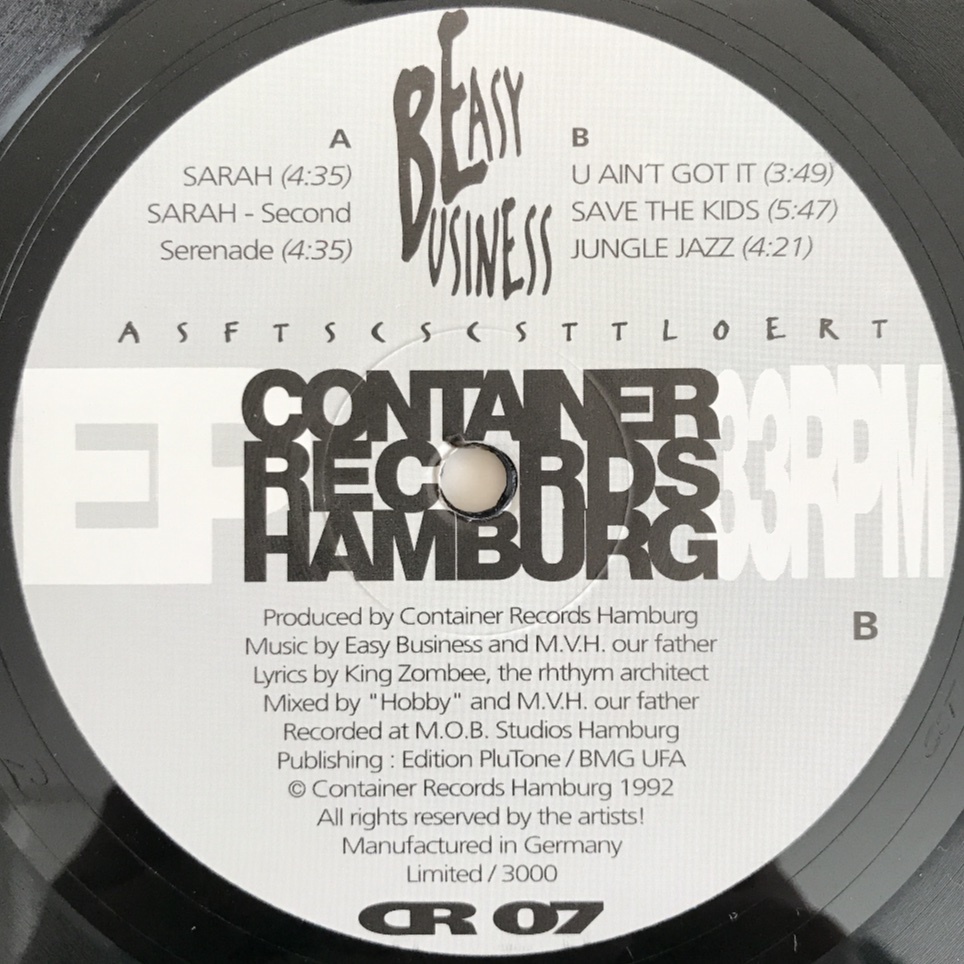 EASY
BUSINESS
A
SARAH (4:35)
SARAH - Second
Serenade (4:35)
B
U AIN'T GOT IT (3:49)
SAVE THE KIDS (5:47)
JUNGLE JAZZ (4:21)
A S F T S C S C S T T L O E R T
EP
CONTAINER
RECORDS
HAMBURG
33RPM
B
Produced by Container Records Hamburg
Music by Easy Business and M.V.H. our father
Lyrics by King Zombee, the rhthym architect
Mixed by "Hobby" and M.V.H. our father
Recorded at M.O.B. Studios Hamburg
Publishing : Edition PluTone / BMG UFA
© Container Records Hamburg 1992
All rights reserved by the artists!
Manufactured in Germany
Limited / 3000
CR 07